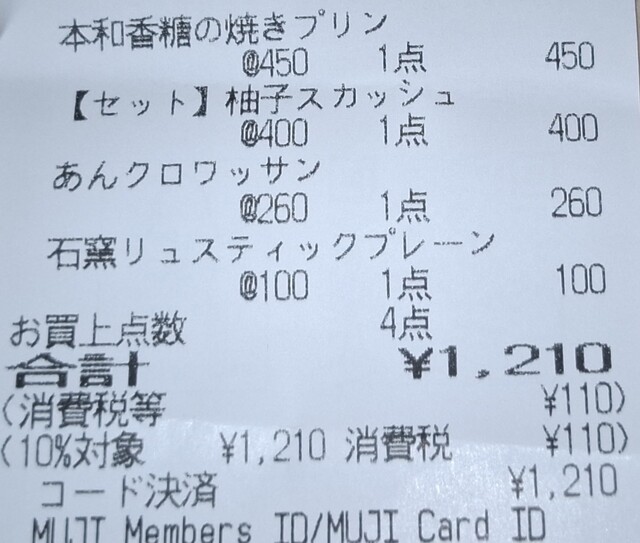 本和香糖の焼きプリン
@450 1点 450
【セット】柚子スカッシュ
@400 1点 400
あんクロワッサン
@260 1点 260
石窯リュスティックプレーン
@100 1点 100
お買上点数 4点
合計 ¥1,210
(消費税等 ¥110)
(10%対象 ¥1,210 消費税 ¥110)
コード決済 ¥1,210
MUJI Members ID/MUJI Card ID